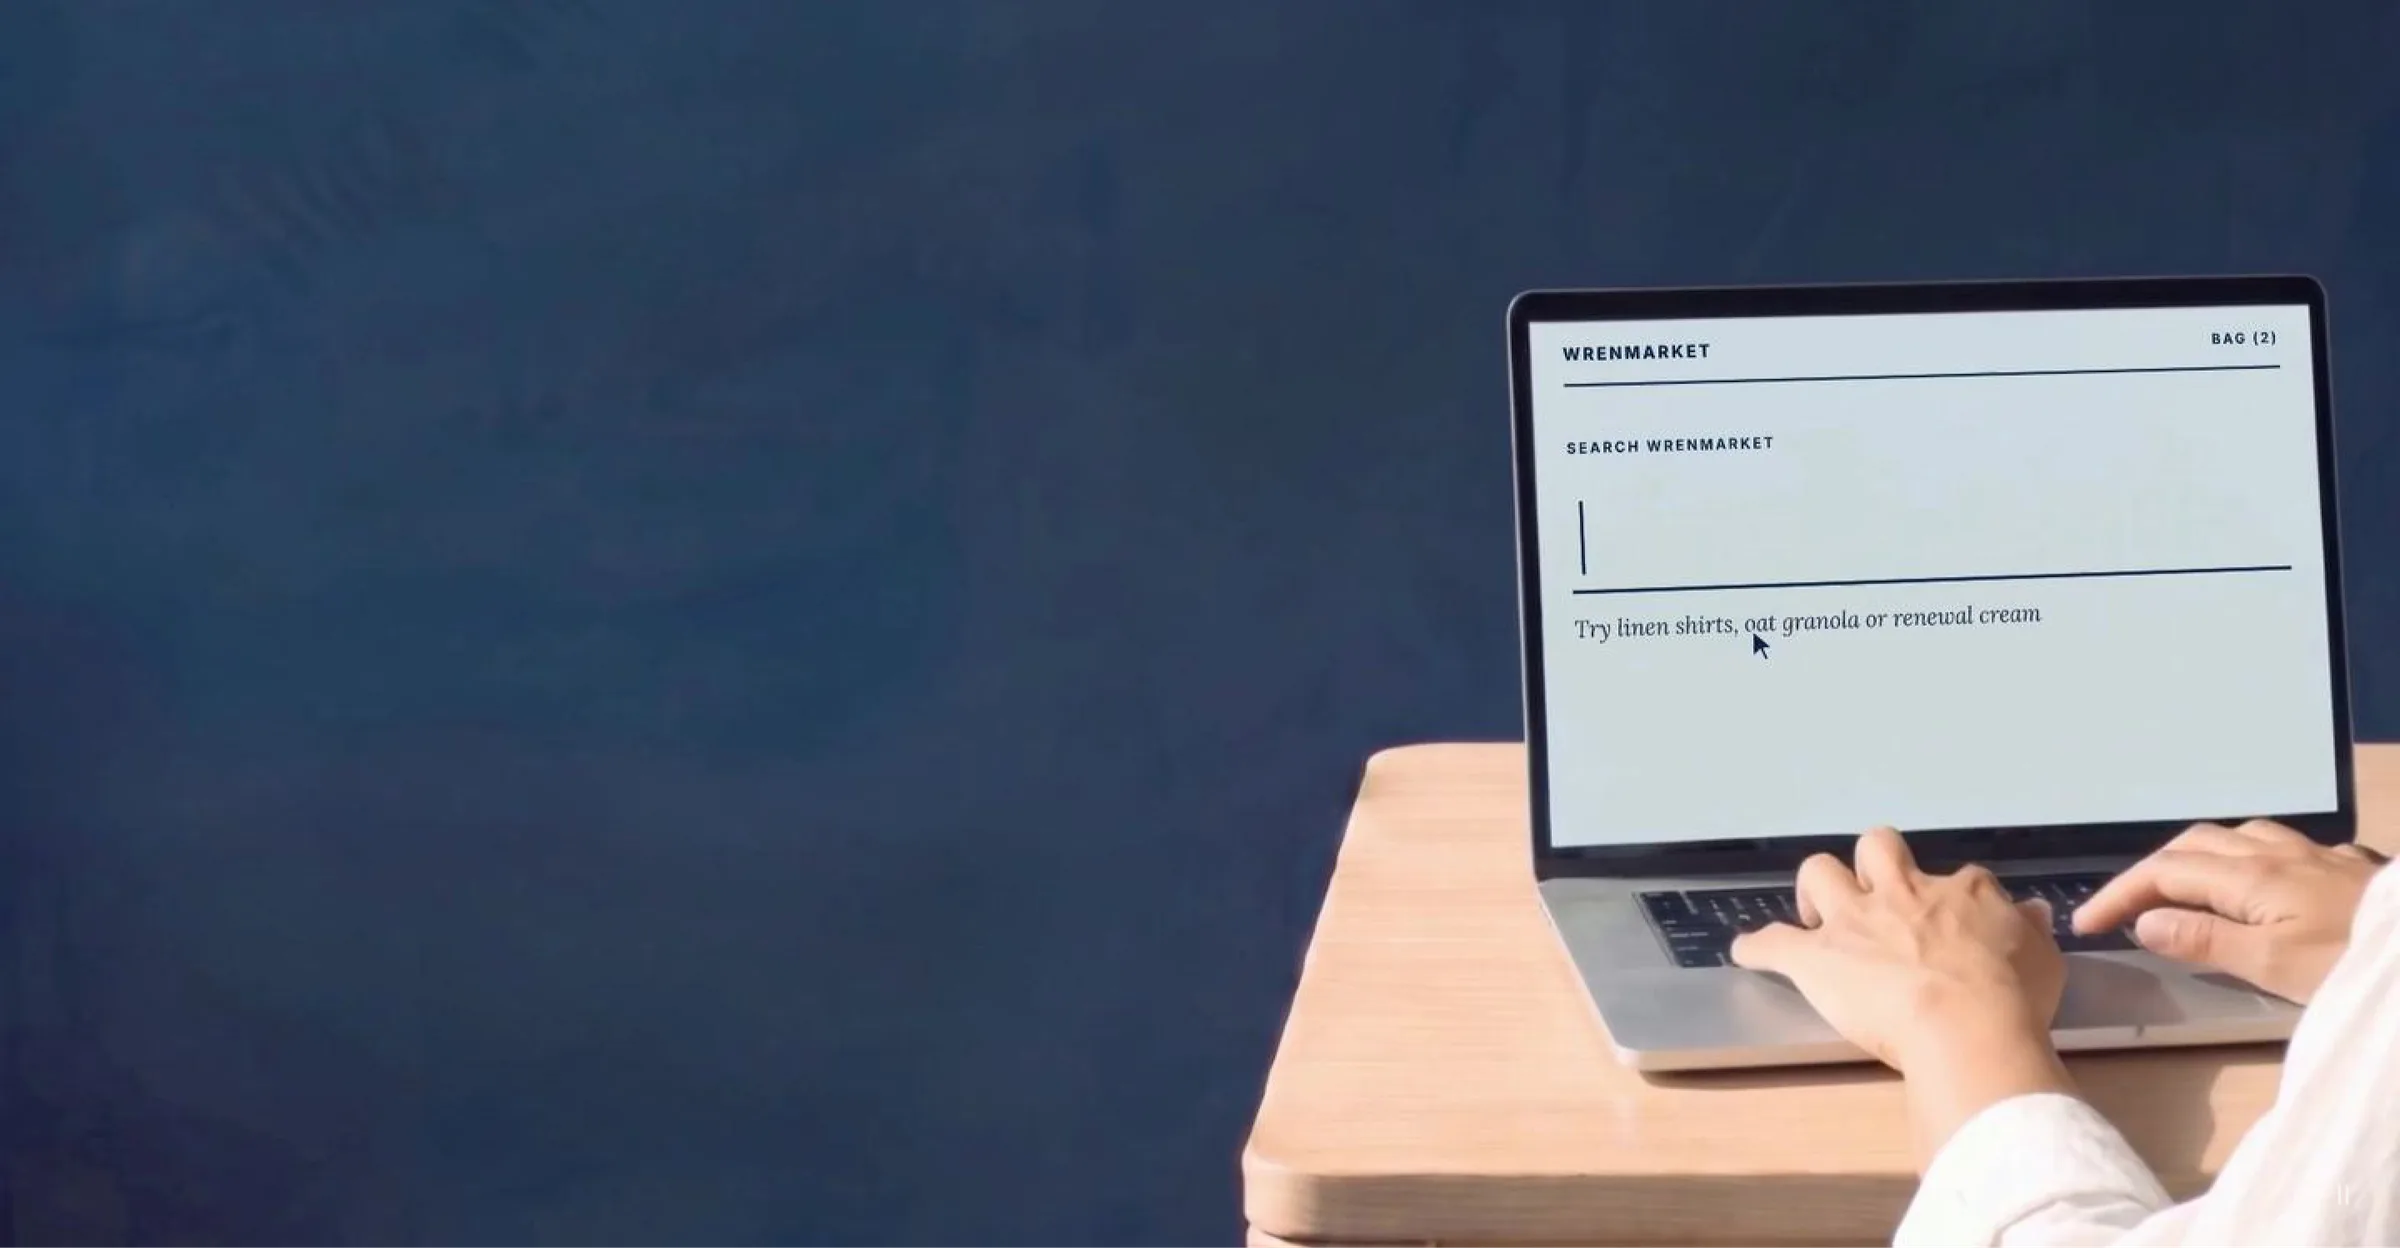 WRENMARKET
BAG (2)
SEARCH WRENMARKET
Try linen shirts, oat granola or renewal cream